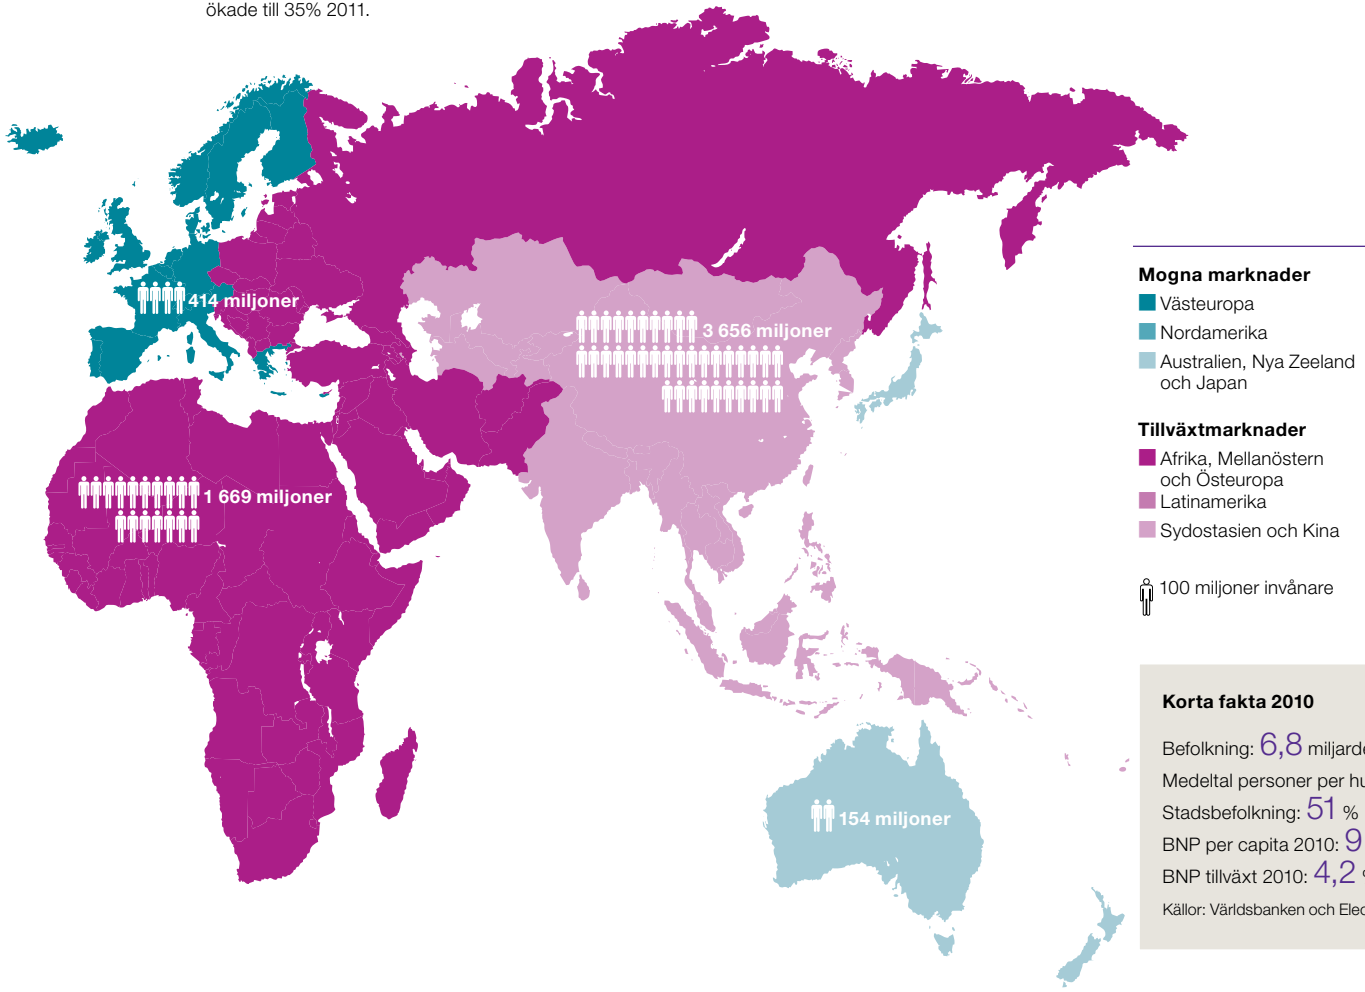 ökade till 35% 2011.
414 miljoner
3 656 miljoner
1 669 miljoner
154 miljoner
Mogna marknader
Västeuropa
Nordamerika
Australien, Nya Zeeland
och Japan
Tillväxtmarknader
Afrika, Mellanöstern
och Östeuropa
Latinamerika
Sydostasien och Kina
100 miljoner invånare
Korta fakta 2010
Befolkning: 6,8
Medeltal personer per
Stadsbefolkning: 51 %
BNP per capita 2010: 9
BNP tillväxt 2010: 4,2
Källor: Världsbanken och